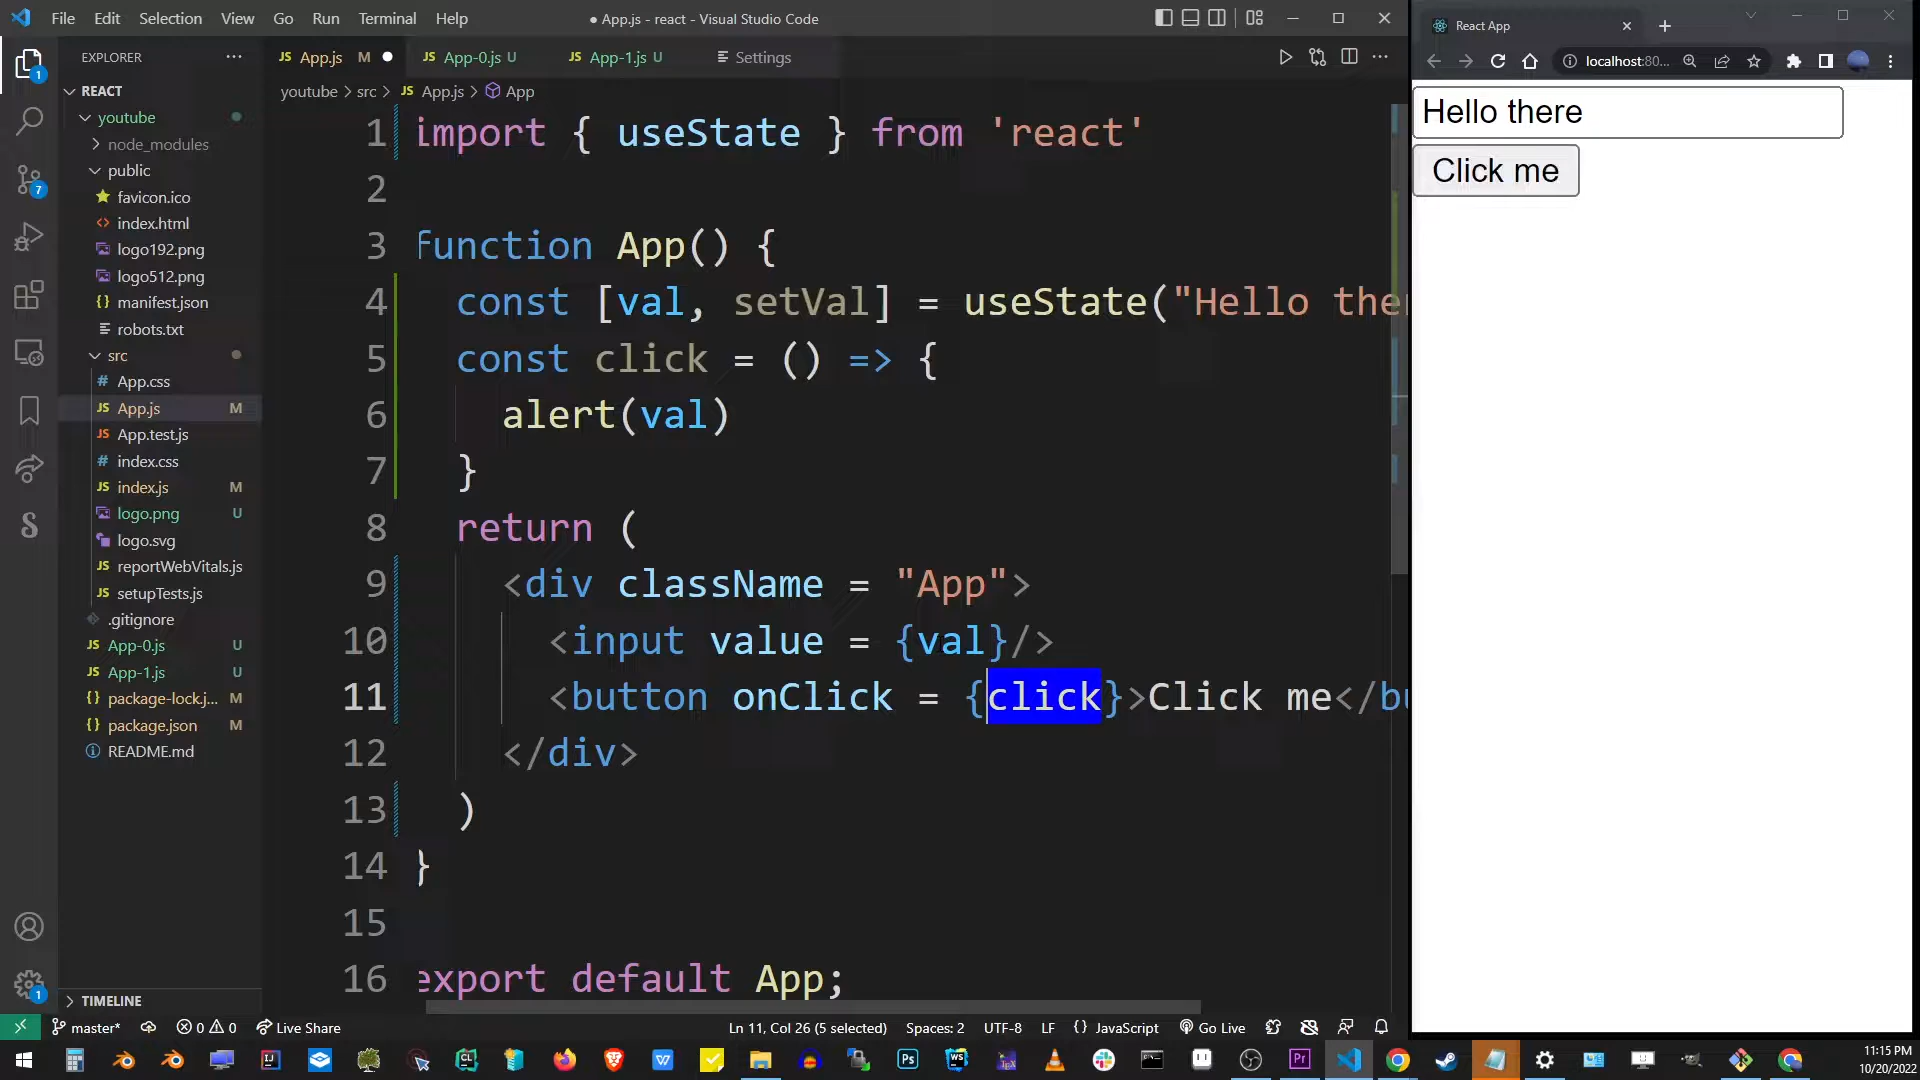 File Edit Selection View Go Run Terminal Help
● App.js - react - Visual Studio Code
EXPLORER
REACT
youtube
node_modules
public
favicon.ico
index.html
logo192.png
logo512.png
manifest.json
robots.txt
src
App.css
App.js M
App.test.js
index.css
index.js M
logo.png U
logo.svg
reportWebVitals.js
setupTests.js
.gitignore
App-0.js U
App-1.js U
package-lock.j... M
package.json M
README.md
TIMELINE
JS App.js M ● JS App-0.js U JS App-1.js U Settings
youtube > src > JS App.js > App
1 import { useState } from 'react'
2
3 function App() {
4 const [val, setVal] = useState("Hello ther
5 const click = () => {
6 alert(val)
7 }
8 return (
9 <div className = "App">
10 <input value = {val}/>
11 <button onClick = {click}>Click me</bu
12 </div>
13 )
14 }
15
16 export default App;
master* 0 0 Live Share
Ln 11, Col 26 (5 selected) Spaces: 2 UTF-8 LF {} JavaScript Go Live
React App
localhost:80...
Hello there
Click me
11:15 PM
10/20/2022